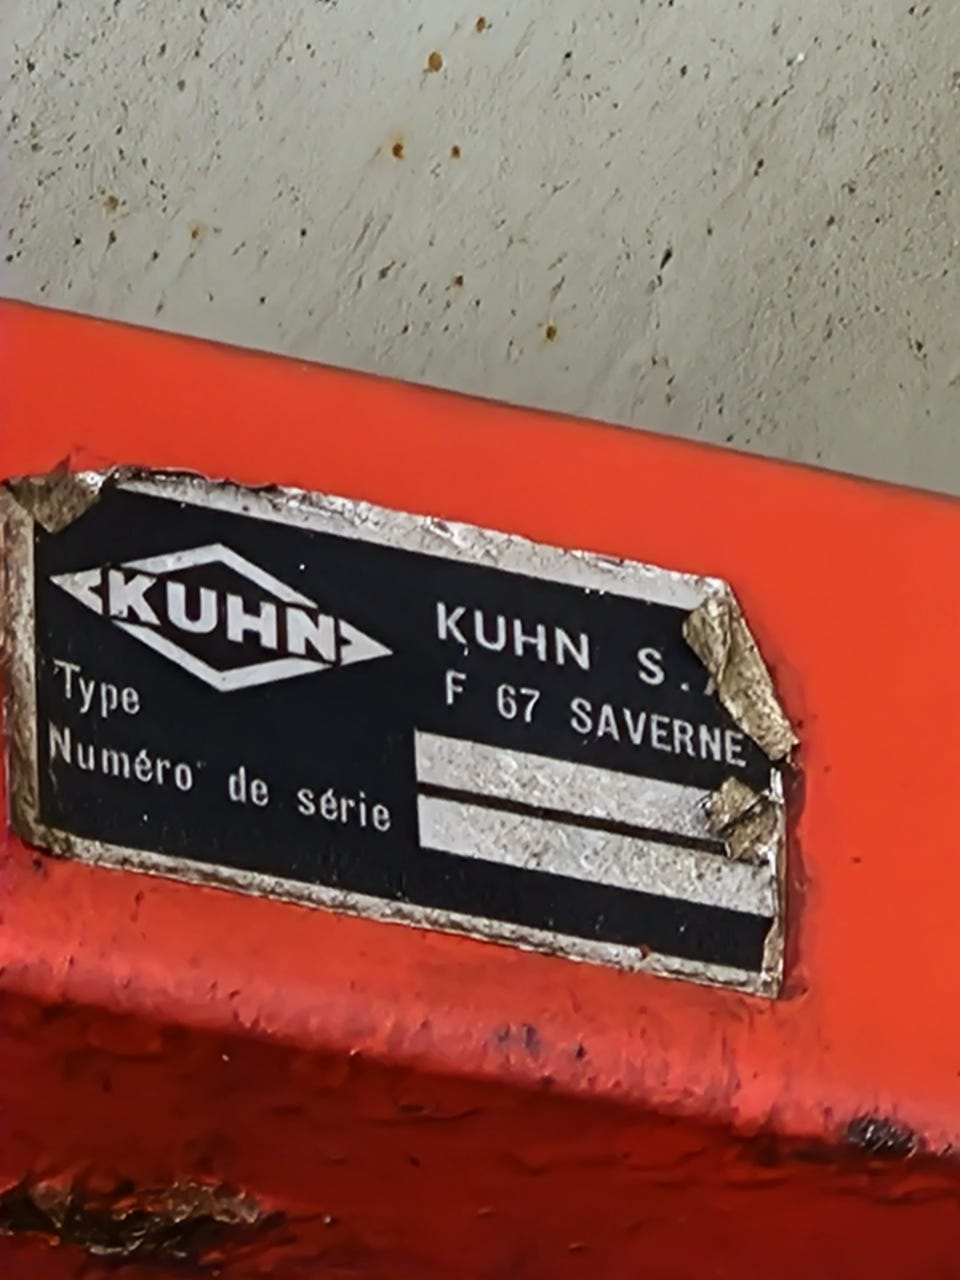 KUHN
KUHN S.
F 67 SAVERNE
Type
Numéro de série